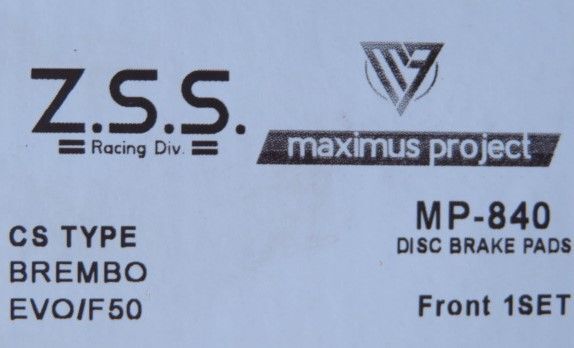 Z.S.S.
Racing Div.
maximus project
MP-840
DISC BRAKE PADS
CS TYPE
BREMBO
EVO/F50
Front 1SET